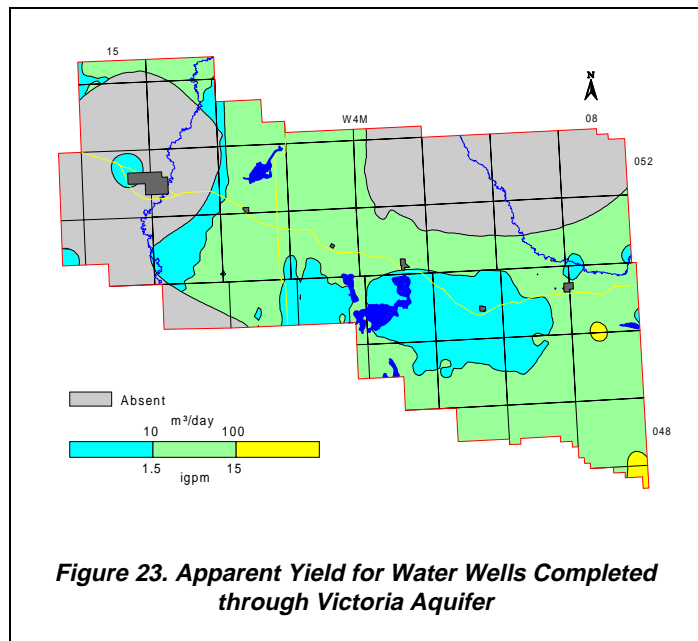 15
N
W4M
08
052
Absent
m³/day
10 100
048
1.5 15
igpm
Figure 23. Apparent Yield for Water Wells Completed
through Victoria Aquifer